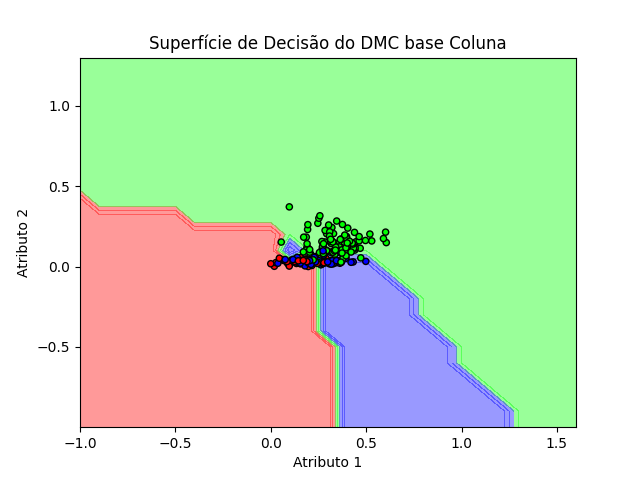 Superfície de Decisão do DMC base Coluna
1.0
0.5
0.0
−0.5
Atributo 2
−1.0 −0.5 0.0 0.5 1.0 1.5
Atributo 1